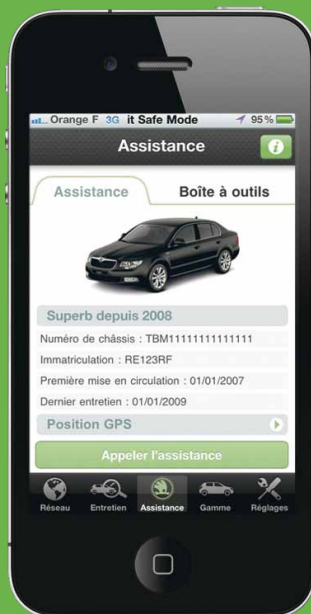 Orange F 3G it Safe Mode 95 %
Assistance
Assistance Boîte à outils
Superb depuis 2008
Numéro de châssis : TBM11111111111111
Immatriculation : RE123RF
Première mise en circulation : 01/01/2007
Dernier entretien : 01/01/2009
Position GPS
Appeler l'assistance
Réseau Entretien Assistance Gamme Réglages